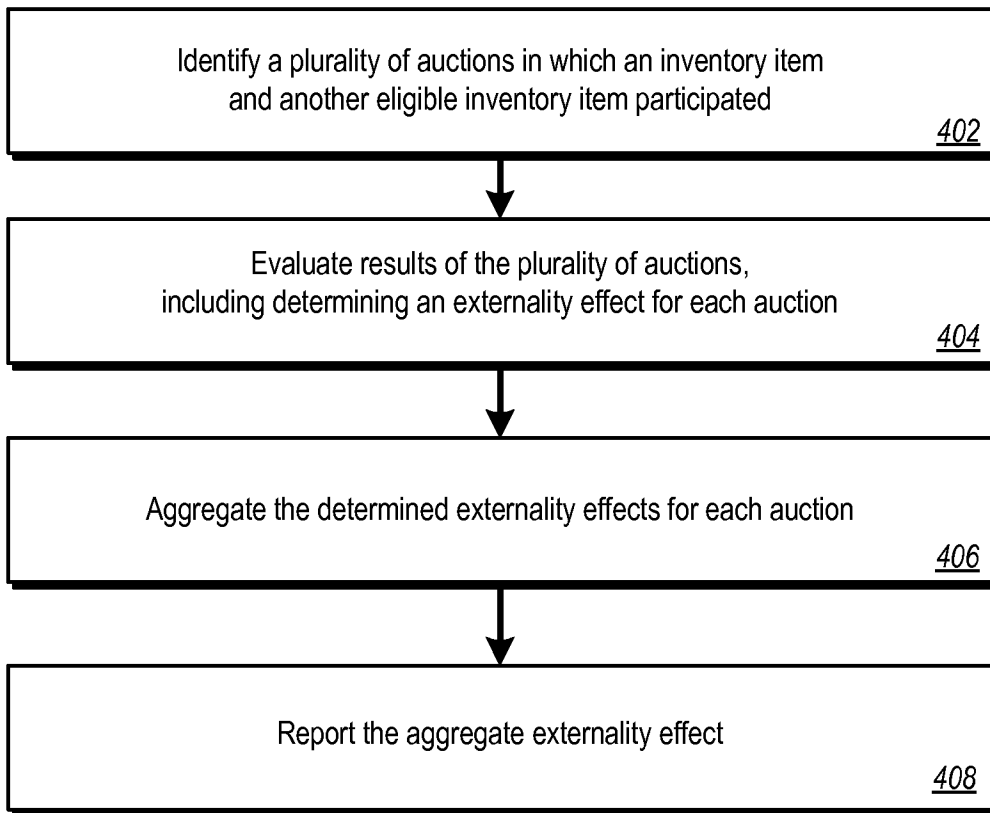 Identify a plurality of auctions in which an inventory item
and another eligible inventory item participated
402
Evaluate results of the plurality of auctions,
including determining an externality effect for each auction
404
Aggregate the determined externality effects for each auction
406
Report the aggregate externality effect
408